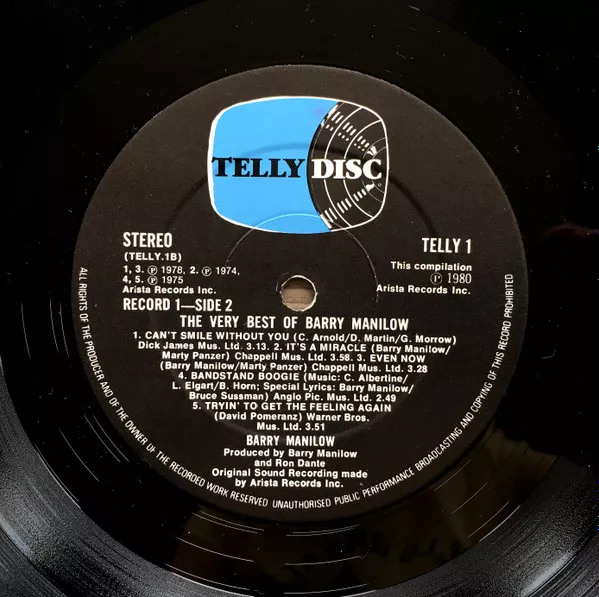 TELLY DISC
STEREO
(TELLY.1B)
1, 3. Ⓟ 1978, 2. Ⓟ 1974,
4, 5. Ⓟ 1975
Arista Records Inc.
TELLY 1
This compilation
Ⓟ 1980
Arista Records Inc.
RECORD 1—SIDE 2
THE VERY BEST OF BARRY MANILOW
1. CAN'T SMILE WITHOUT YOU (C. Arnold/D. Martin/G. Morrow)
Dick James Mus. Ltd. 3.13. 2. IT'S A MIRACLE (Barry Manilow/
Marty Panzer) Chappell Mus. Ltd. 3.58. 3. EVEN NOW
(Barry Manilow/Marty Panzer) Chappell Mus. Ltd. 3.28
4. BANDSTAND BOOGIE (Music: C. Albertine/
L. Elgart/B. Horn; Special Lyrics: Barry Manilow/
Bruce Sussman) Anglo Pic. Mus. Ltd. 2.49
5. TRYIN' TO GET THE FEELING AGAIN
(David Pomeranz) Warner Bros.
Mus. Ltd. 3.51
BARRY MANILOW
Produced by Barry Manilow
and Ron Dante
Original Sound Recording made
by Arista Records Inc.
ALL RIGHTS OF THE PRODUCER AND OF THE OWNER OF THE RECORDED WORK RESERVED UNAUTHORISED PUBLIC PERFORMANCE BROADCASTING AND COPYING OF THIS RECORD PROHIBITED